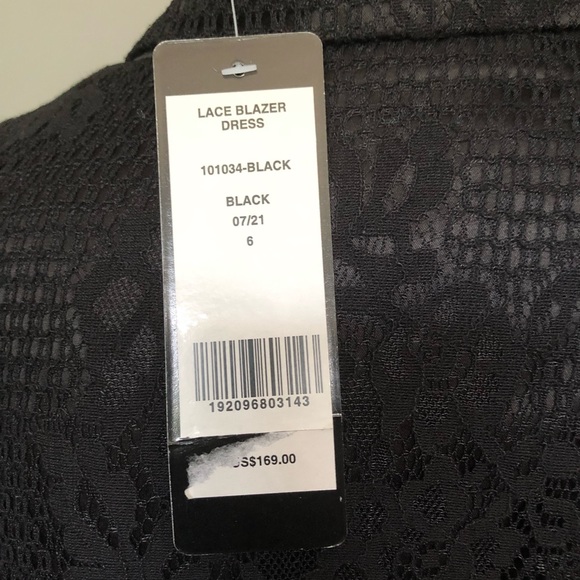 LACE BLAZER
DRESS
101034-BLACK
BLACK
07/21
6
192096803143
US$169.00